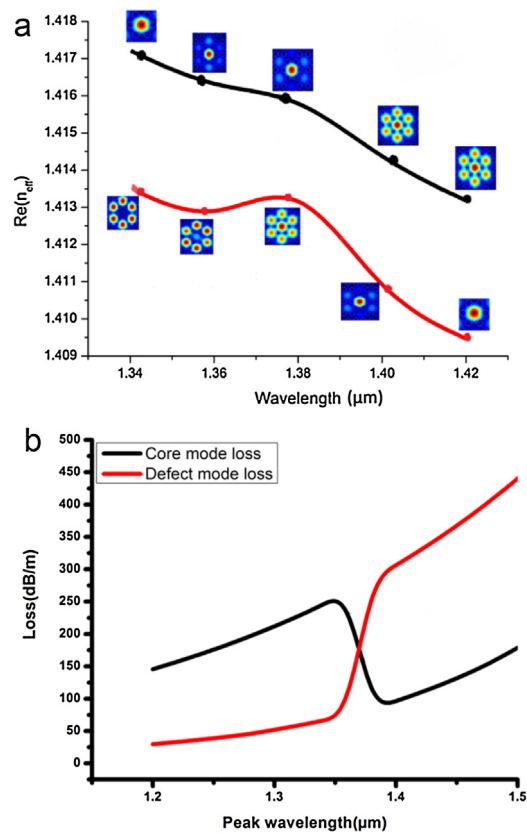 a
1.418
1.417
1.416
1.415
1.414
1.413
1.412
1.411
1.410
1.409
Re(neff)
1.34 1.36 1.38 1.40 1.42
Wavelength (μm)
b
500
450
400
350
300
250
200
150
100
50
0
Loss(dB/m)
Core mode loss
Defect mode loss
1.2 1.3 1.4 1.5
Peak wavelength(μm)